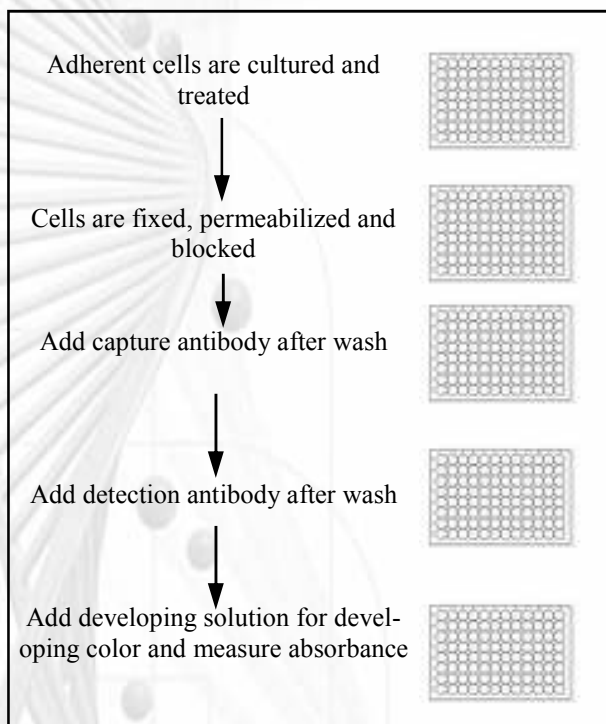 Adherent cells are cultured and
treated
Cells are fixed, permeabilized and
blocked
Add capture antibody after wash
Add detection antibody after wash
Add developing solution for devel-
oping color and measure absorbance